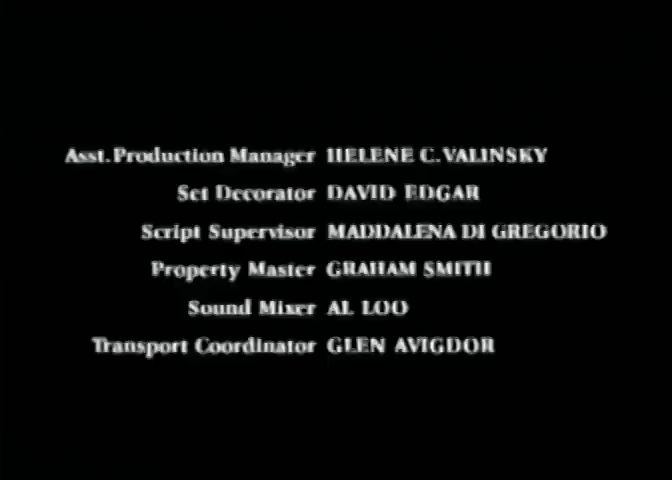 Asst. Production Manager HELENE C. VALINSKY
Set Decorator DAVID EDGAR
Script Supervisor MADDALENA DI GREGORIO
Property Master GRAHAM SMITH
Sound Mixer AL LOO
Transport Coordinator GLEN AVIGDOR